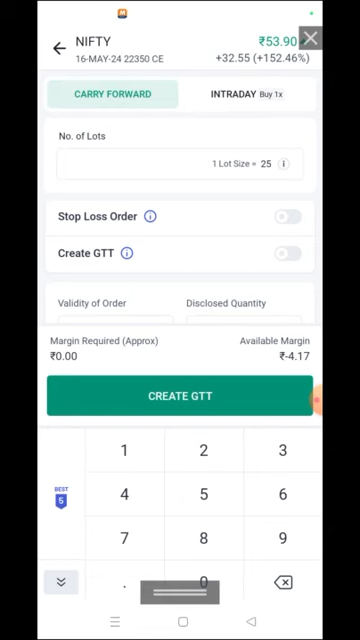 NIFTY
₹53.90
16-MAY-24 22350 CE
+32.55 (+152.46%)
CARRY FORWARD
INTRADAY Buy 1x
No. of Lots
1 Lot Size = 25
Stop Loss Order
Create GTT
Validity of Order
Disclosed Quantity
Margin Required (Approx)
Available Margin
₹0.00
₹-4.17
CREATE GTT
1 2 3
BEST
5
4 5 6
7 8 9
. 0